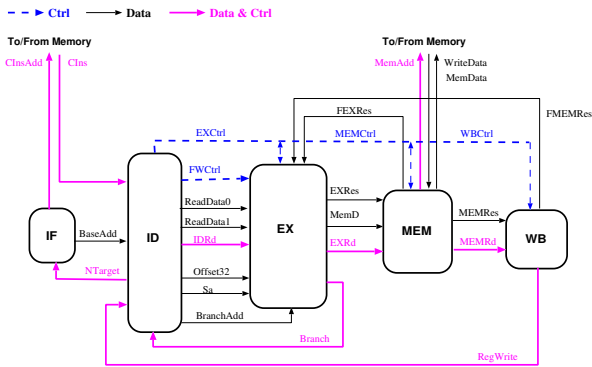 Ctrl
Data
Data & Ctrl
To/From Memory
To/From Memory
CInsAdd
CIns
MemAdd
WriteData
MemData
FEXRes
FMEMRes
EXCtrl
MEMCtrl
WBCtrl
FWCtrl
ReadData0
EXRes
ReadData1
MemD
MEMRes
IF
BaseAdd
ID
IDRd
EX
EXRd
MEM
MEMRd
WB
NTarget
Offset32
Sa
BranchAdd
Branch
RegWrite